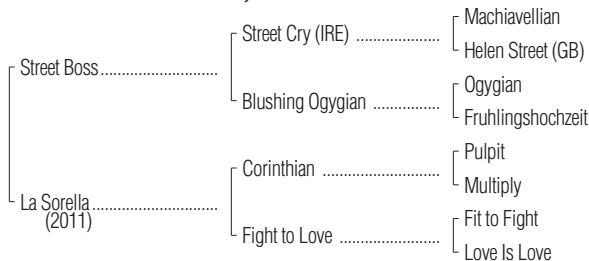 Machiavellian
Street Cry (IRE) ....................
Helen Street (GB)
Street Boss............................
Ogygian
Blushing Ogygian ................
Fruhlingshochzeit
Pulpit
Corinthian ............................
Multiply
La Sorella..............................
(2011)
Fit to Fight
Fight to Love ........................
Love Is Love